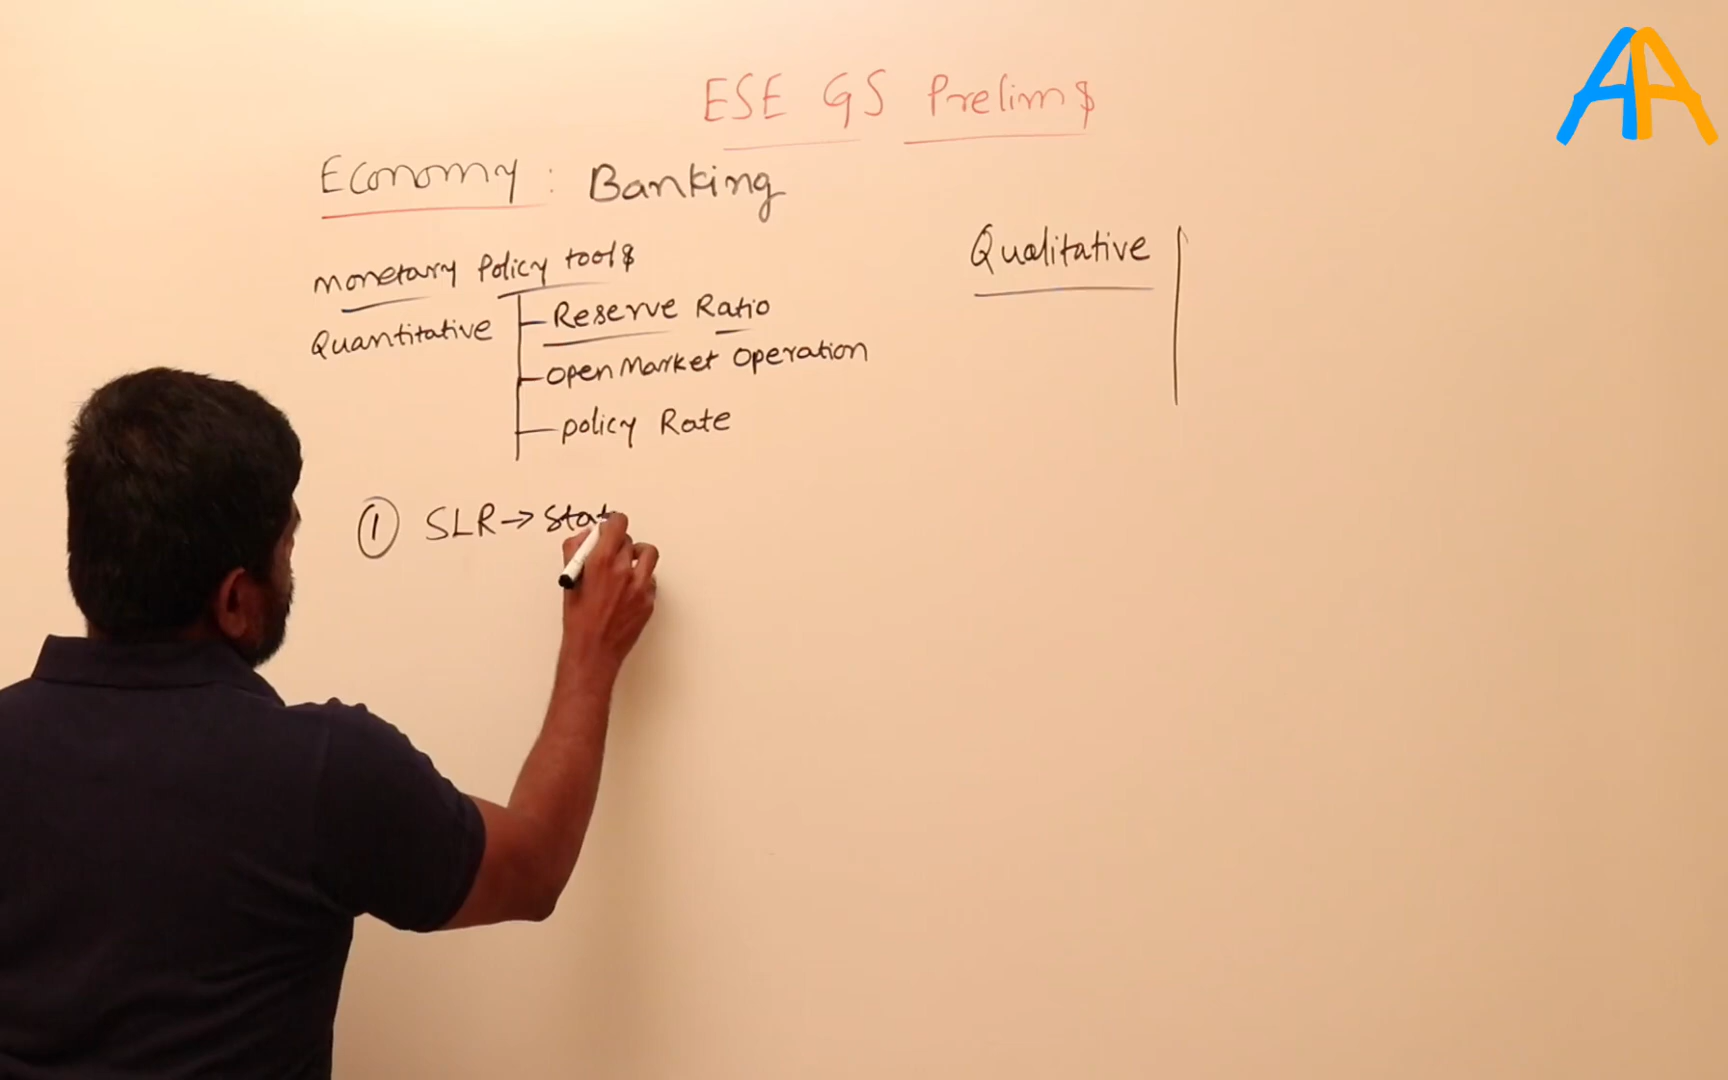 ESE GS Prelims
Economy : Banking
Monetary Policy tools
Quantitative
Reserve Ratio
Open Market Operation
Policy Rate
Qualitative
① SLR → Stat
AA